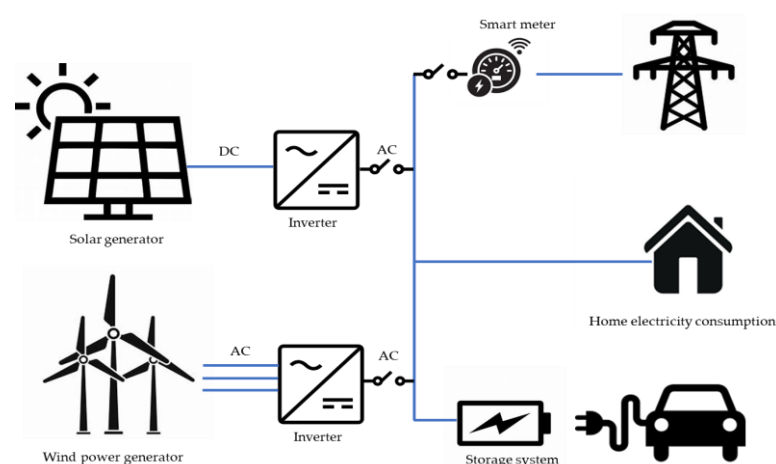 Smart meter
DC
AC
Inverter
Solar generator
Home electricity consumption
AC
AC
Inverter
Wind power generator
Storage system